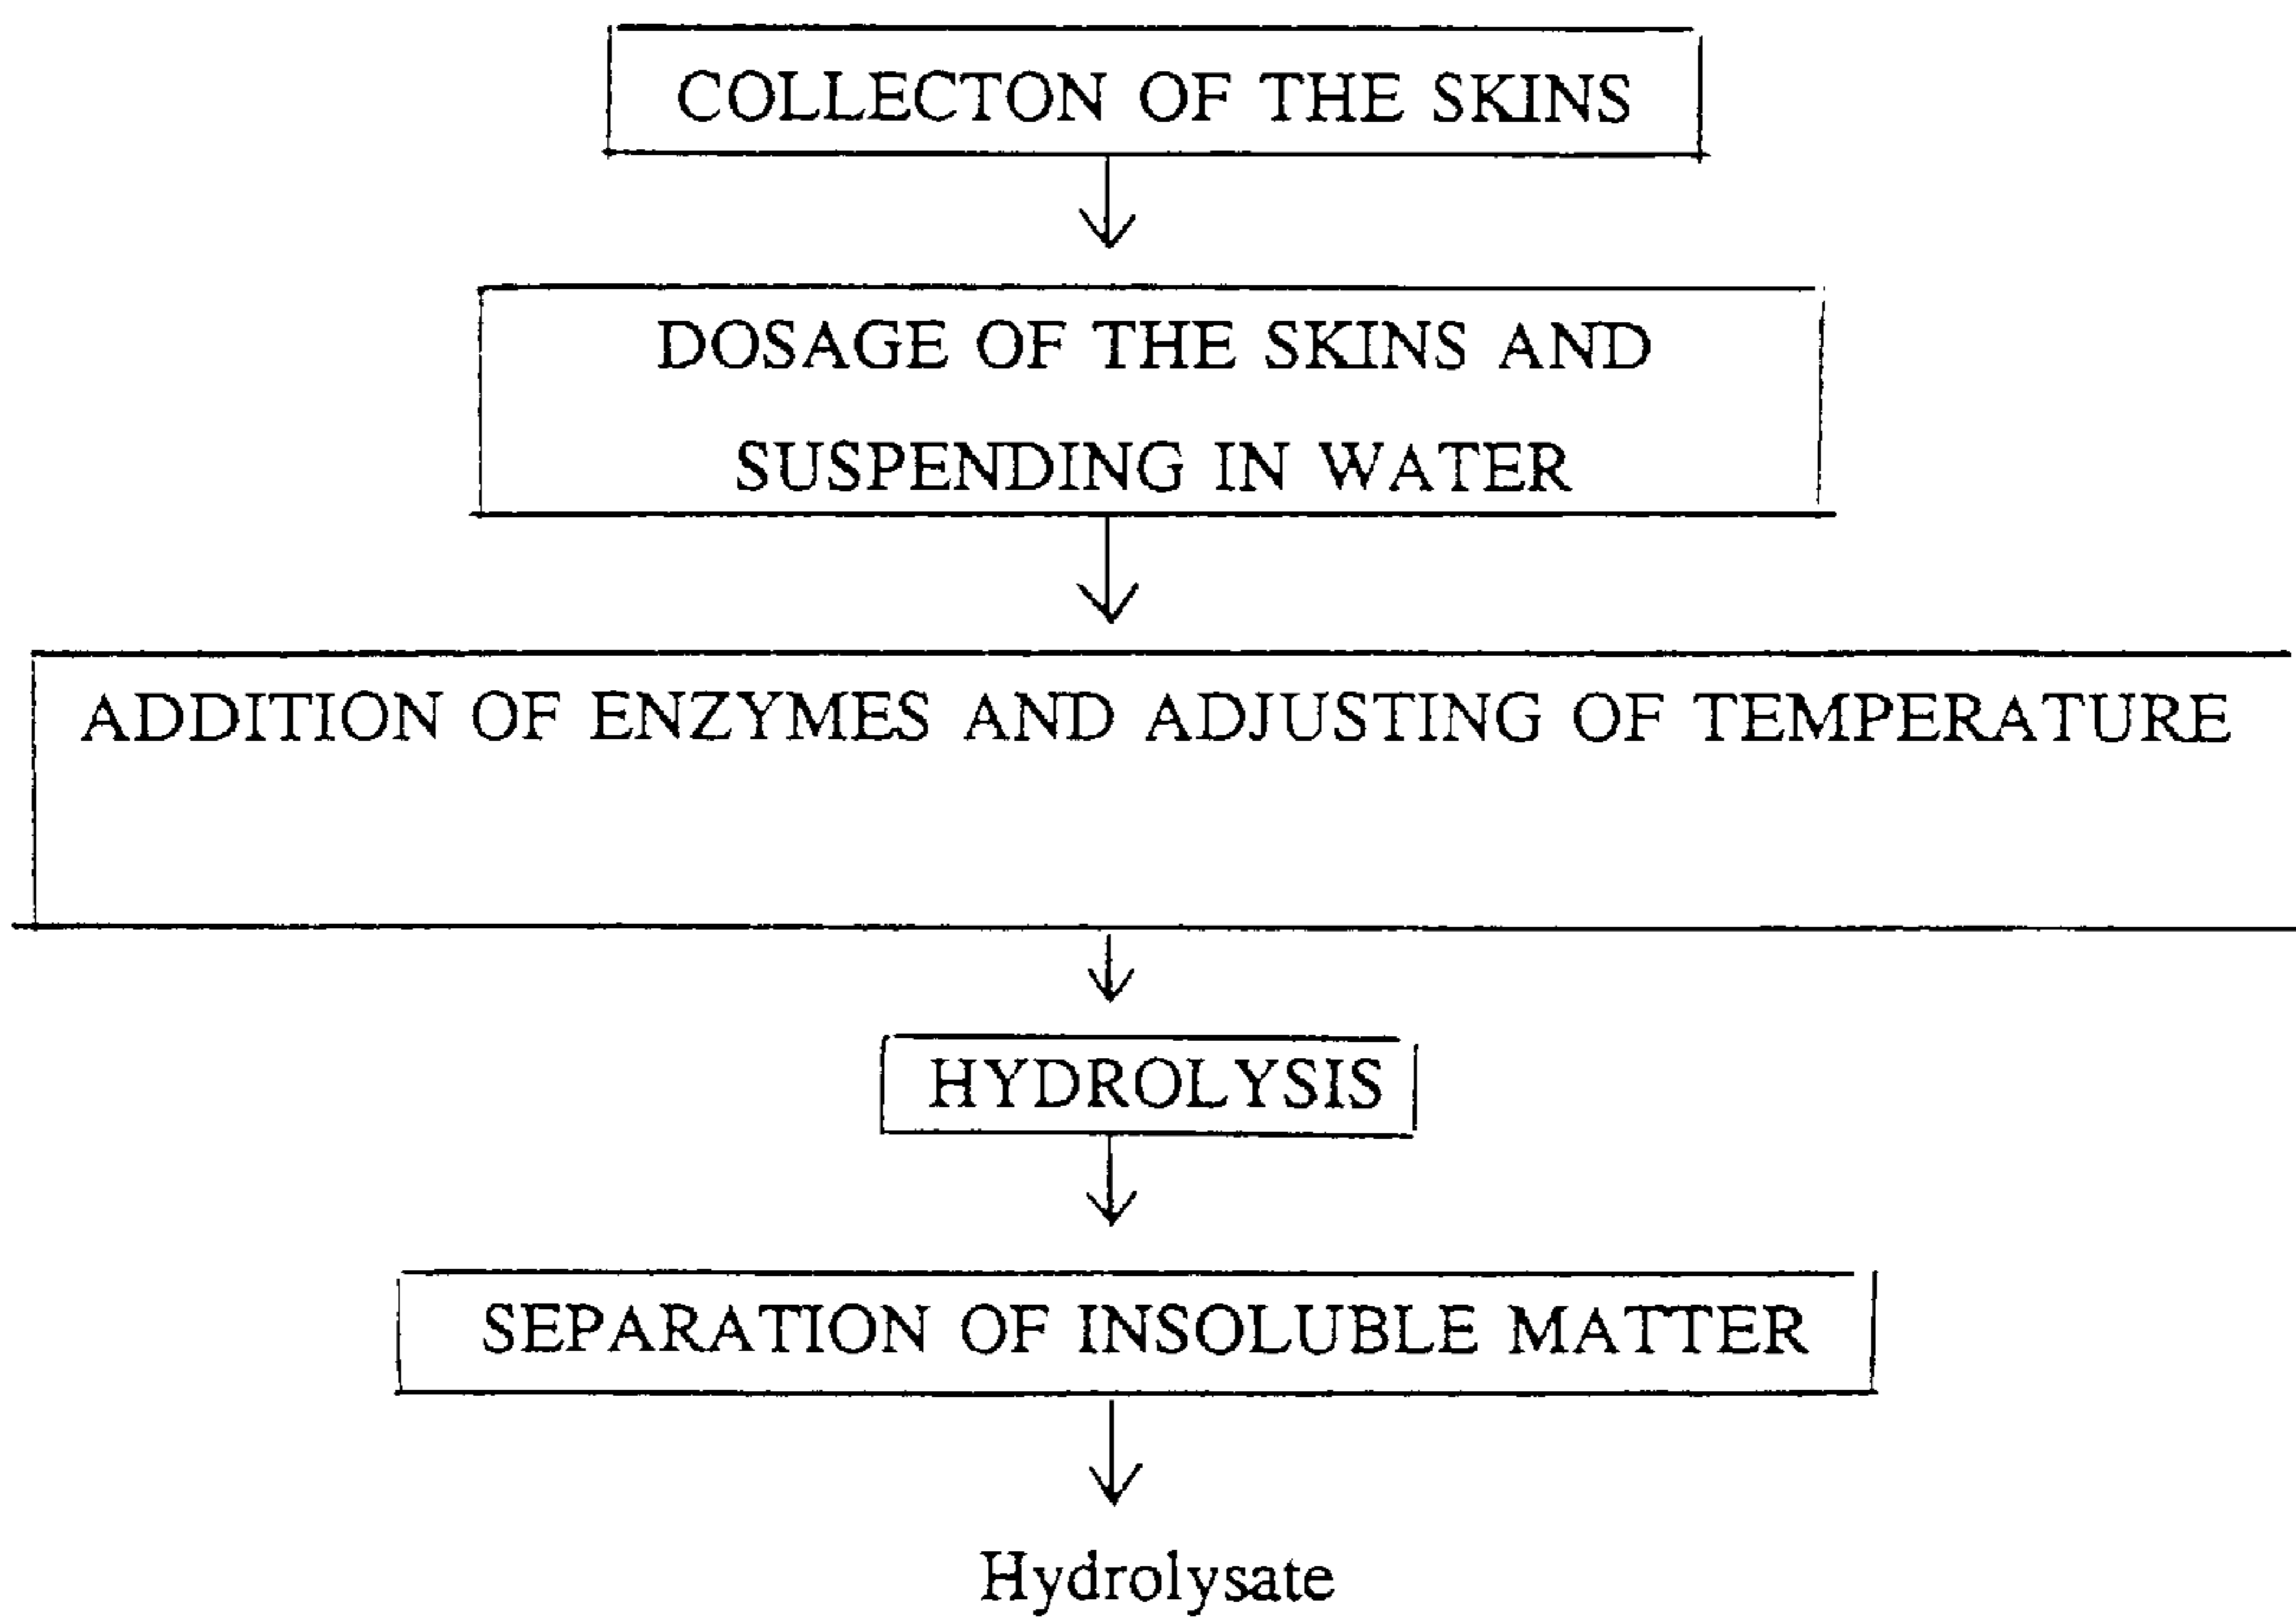 COLLECTON OF THE SKINS
DOSAGE OF THE SKINS AND
SUSPENDING IN WATER
ADDITION OF ENZYMES AND ADJUSTING OF TEMPERATURE
HYDROLYSIS
SEPARATION OF INSOLUBLE MATTER
Hydrolysate